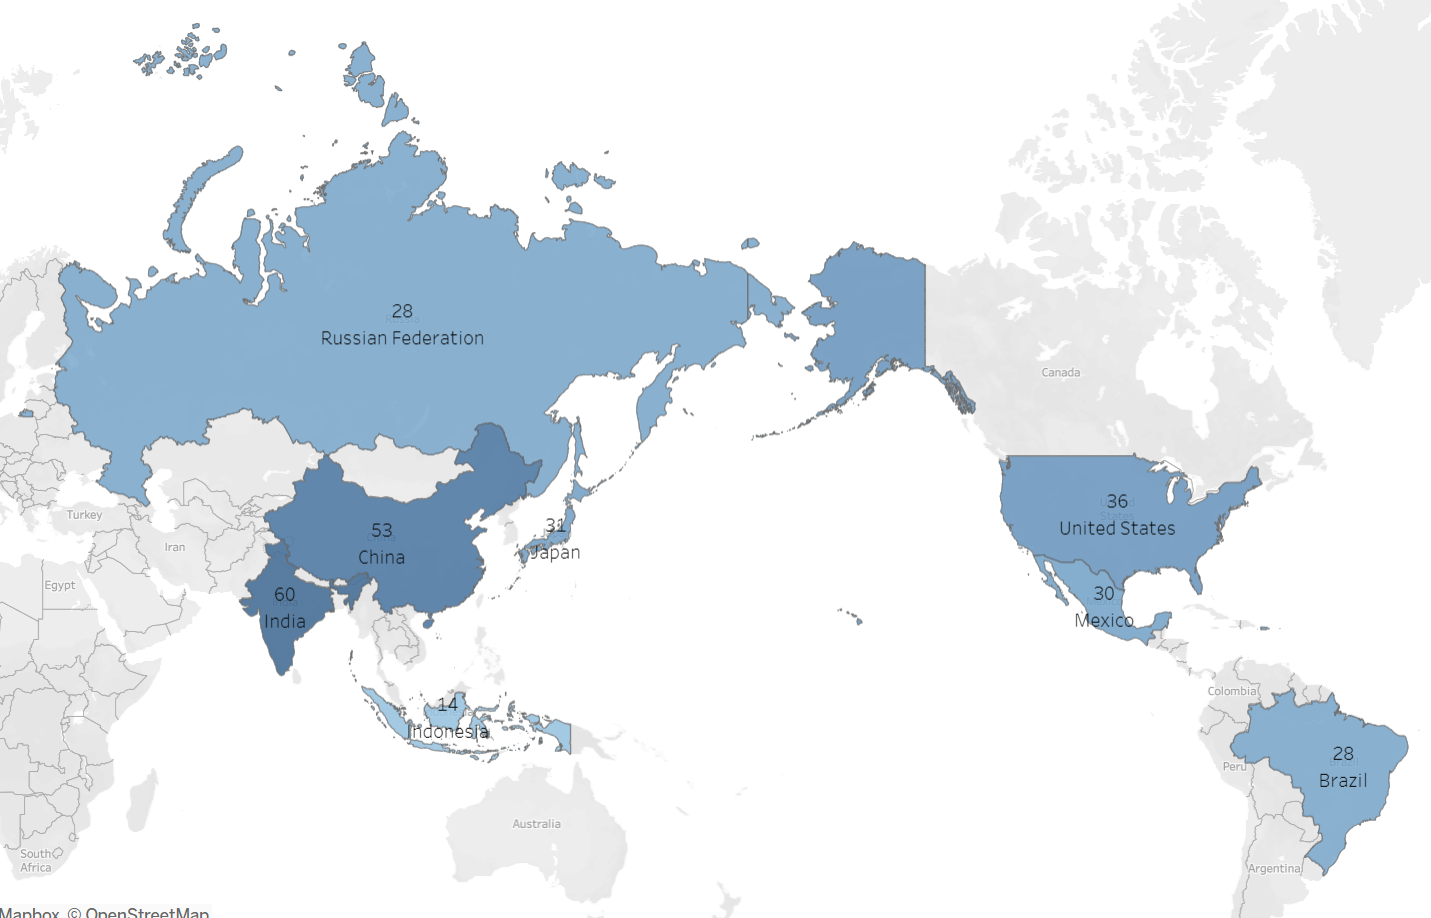 28
Russian Federation
Canada
36
United States
Turkey
53
China
31
Japan
Iran
Egypt
60
India
30
Mexico
14
Indonesia
Colombia
28
Brazil
Peru
Australia
South
Africa
Argentina
Mapbox © OpenStreetMap